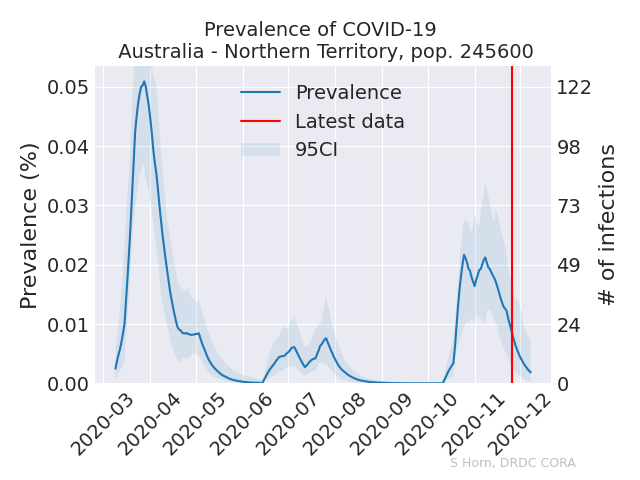 Prevalence of COVID-19
Australia - Northern Territory, pop. 245600
Prevalence
Latest data
95CI
Prevalence (%)
0.05
0.04
0.03
0.02
0.01
0.00
122
98
73
49
24
0
# of infections
2020-03
2020-04
2020-05
2020-06
2020-07
2020-08
2020-09
2020-10
2020-11
2020-12
S Horn, DRDC CORA